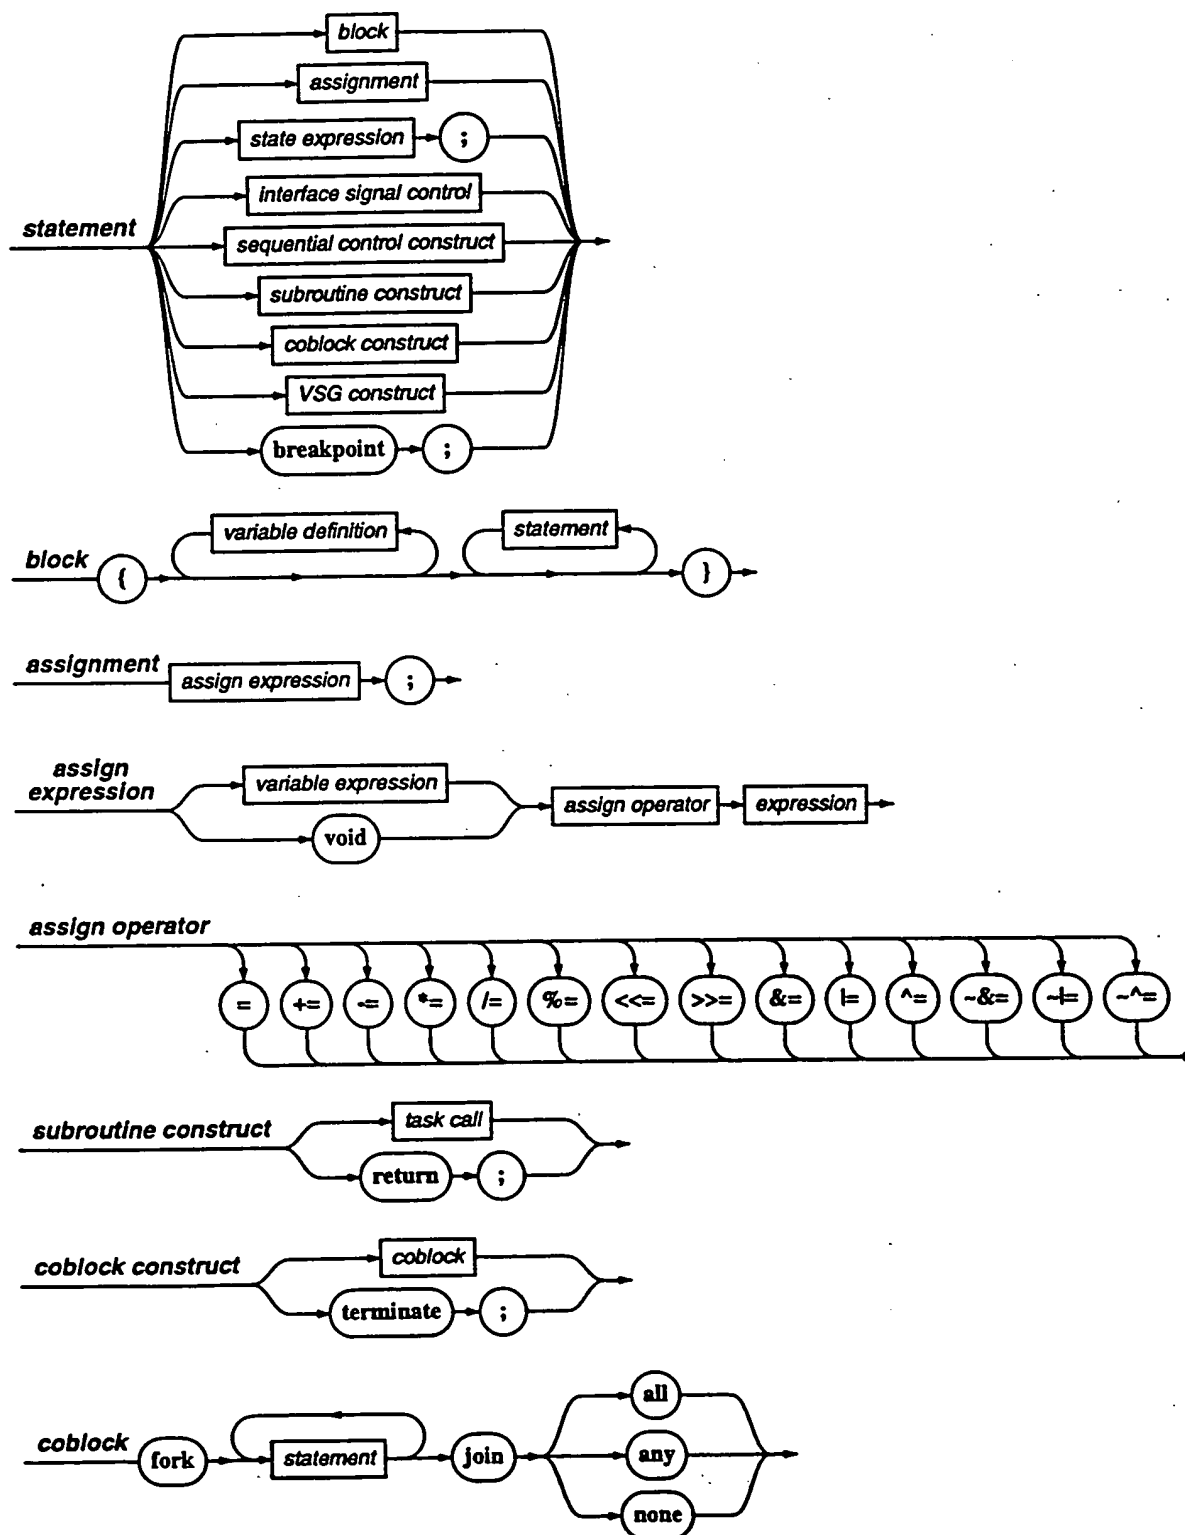 block
assignment
state expression ;
interface signal control
statement
sequential control construct
subroutine construct
coblock construct
VSG construct
breakpoint ;
variable definition statement
block { }
assignment assign expression ;
assign
expression
variable expression
void
assign operator expression
assign operator
= += -= *= /= %= <<= >>= &= |= ^= ~&= ~|= ~^=
subroutine construct
task call
return ;
coblock construct
coblock
terminate ;
all
coblock fork statement join any
none